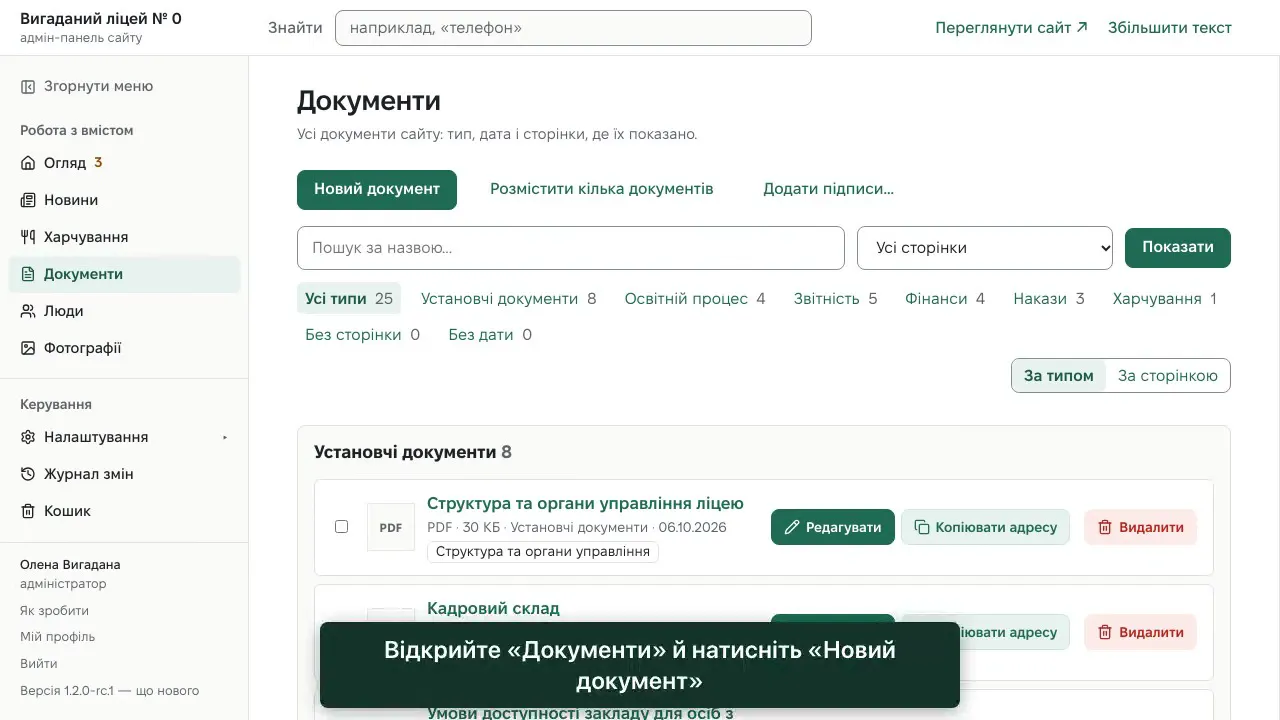 Вигаданий ліцей № 0
адмін-панель сайту
Знайти
наприклад, «телефон»
Переглянути сайт ↗
Збільшити текст
Згорнути меню
Робота з вмістом
Огляд 3
Новини
Харчування
Документи
Люди
Фотографії
Керування
Налаштування
Журнал змін
Кошик
Олена Вигадана
адміністратор
Як зробити
Мій профіль
Вийти
Версія 1.2.0-rc.1 — що нового
Документи
Усі документи сайту: тип, дата і сторінки, де їх показано.
Новий документ
Розмістити кілька документів
Додати підписи…
Пошук за назвою…
Усі сторінки
Показати
Усі типи 25
Установчі документи 8
Освітній процес 4
Звітність 5
Фінанси 4
Накази 3
Харчування 1
Без сторінки 0
Без дати 0
За типом
За сторінкою
Установчі документи 8
PDF
Структура та органи управління ліцею
PDF · 30 КБ · Установчі документи · 06.10.2026
Структура та органи управління
Редагувати
Копіювати адресу
Видалити
Кадровий склад
іювати адресу
Видалити
Умови доступності закладу для осіб з
Відкрийте «Документи» й натисніть «Новий
документ»